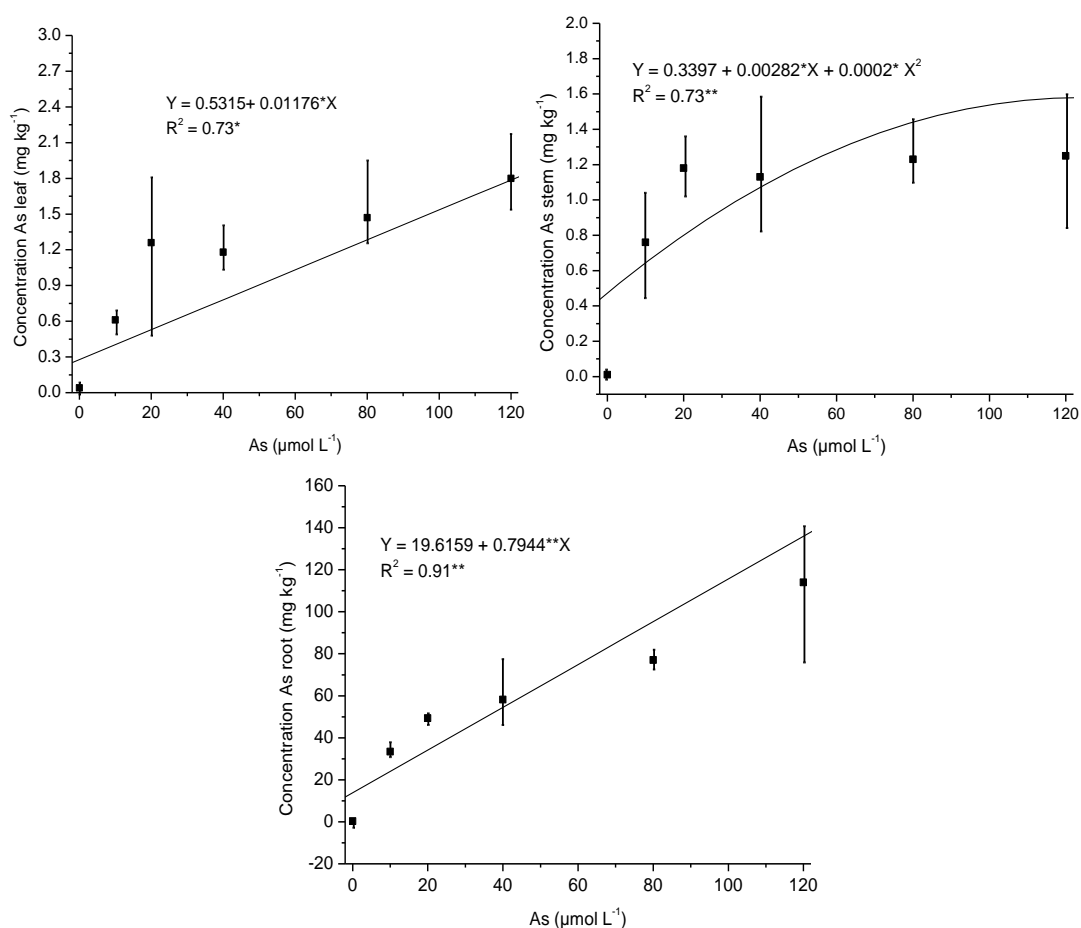 Concentration As leaf (mg kg⁻¹)
3.0
2.7
2.4
2.1
1.8
1.5
1.2
0.9
0.6
0.3
0.0
Y = 0.5315+ 0.01176*X
R² = 0.73*
0 20 40 60 80 100 120
As (µmol L⁻¹)
Concentration As stem (mg kg⁻¹)
2.0
1.8
1.6
1.4
1.2
1.0
0.8
0.6
0.4
0.2
0.0
Y = 0.3397 + 0.00282*X + 0.0002* X²
R² = 0.73**
0 20 40 60 80 100 120
As (µmol L⁻¹)
Concentration As root (mg kg⁻¹)
160
140
120
100
80
60
40
20
0
-20
Y = 19.6159 + 0.7944**X
R² = 0.91**
0 20 40 60 80 100 120
As (µmol L⁻¹)